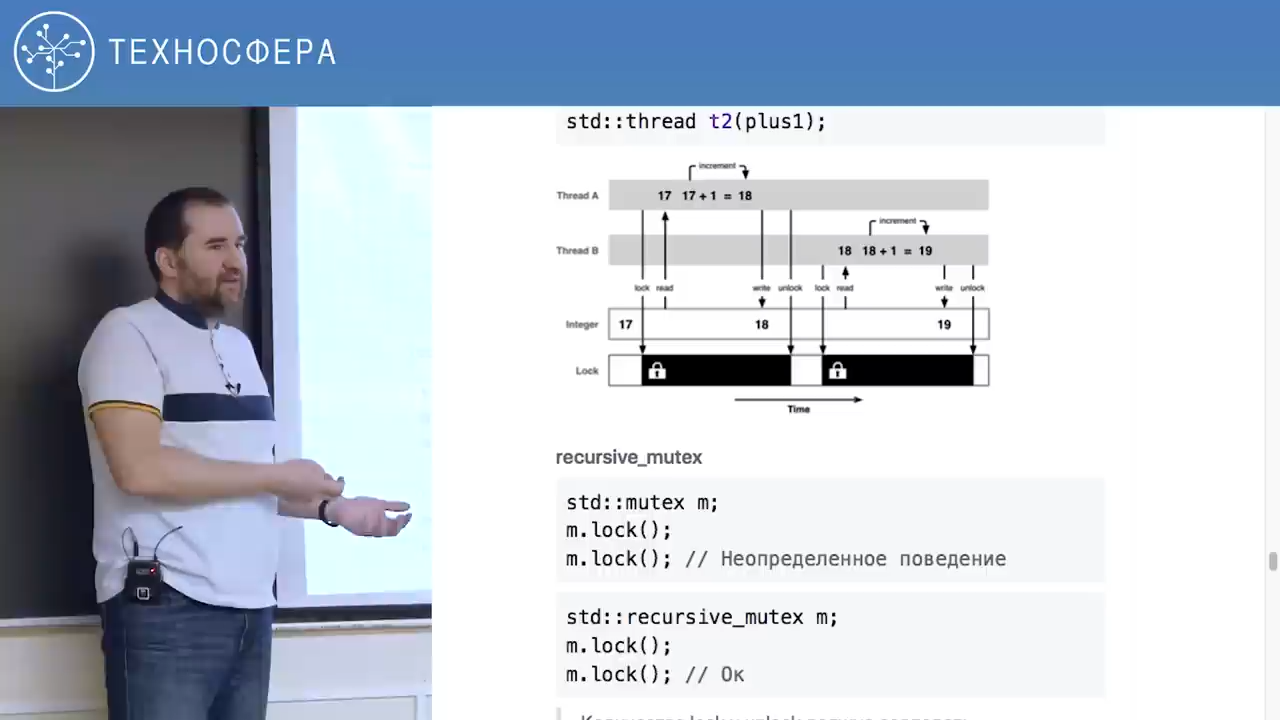 ТЕХНОСФЕРА
std::thread t2(plus1);
increment
Thread A 17 17 + 1 = 18
increment
Thread B 18 18 + 1 = 19
lock read write unlock lock read write unlock
Integer 17 18 19
Lock
Time
recursive_mutex
std::mutex m;
m.lock();
m.lock(); // Неопределенное поведение
std::recursive_mutex m;
m.lock();
m.lock(); // Ок